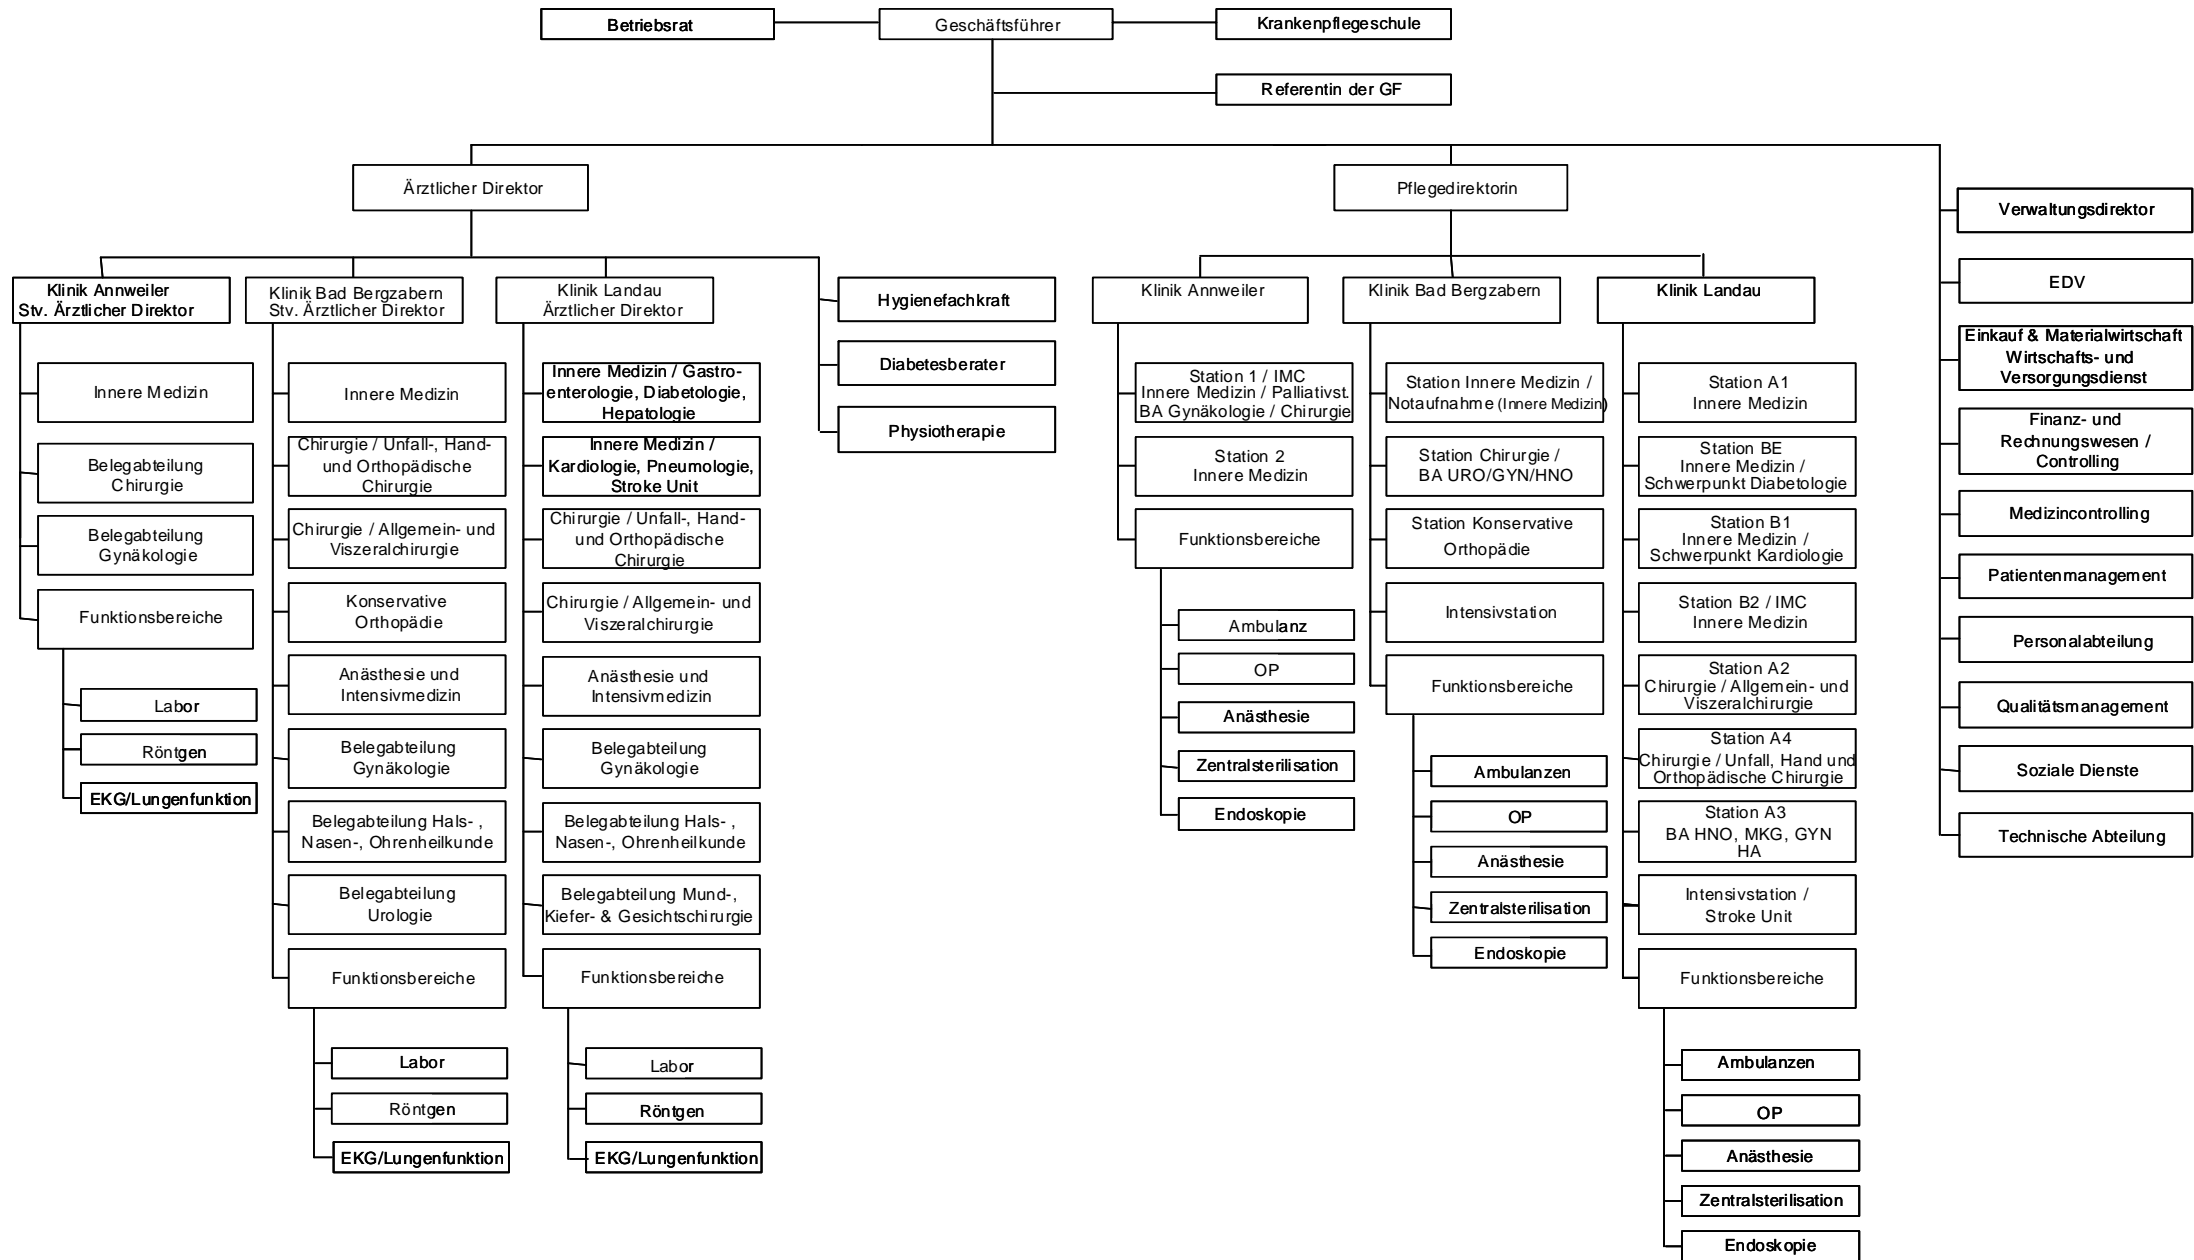 Betriebsrat
Geschäftsführer
Krankenpflegeschule
Referentin der GF
Ärztlicher Direktor
Klinik Annweiler
Stv. Ärztlicher Direktor
Innere Medizin
Belegabteilung
Chirurgie
Belegabteilung
Gynäkologie
Funktionsbereiche
Labor
Röntgen
EKG/Lungenfunktion
Klinik Bad Bergzabern
Stv. Ärztlicher Direktor
Innere Medizin
Chirurgie / Unfall-, Hand-
und Orthopädische
Chirurgie
Chirurgie / Allgemein- und
Viszeralchirurgie
Konservative
Orthopädie
Anästhesie und
Intensivmedizin
Belegabteilung
Gynäkologie
Belegabteilung Hals- ,
Nasen-, Ohrenheilkunde
Belegabteilung
Urologie
Funktionsbereiche
Labor
Röntgen
EKG/Lungenfunktion
Klinik Landau
Ärztlicher Direktor
Innere Medizin / Gastro-
enterologie, Diabetologie,
Hepatologie
Innere Medizin /
Kardiologie, Pneumologie,
Stroke Unit
Chirurgie / Unfall-, Hand-
und Orthopädische
Chirurgie
Chirurgie / Allgemein- und
Viszeralchirurgie
Anästhesie und
Intensivmedizin
Belegabteilung
Gynäkologie
Belegabteilung Hals- ,
Nasen-, Ohrenheilkunde
Belegabteilung Mund-,
Kiefer- & Gesichtschirurgie
Funktionsbereiche
Labor
Röntgen
EKG/Lungenfunktion
Hygienefachkraft
Diabetesberater
Physiotherapie
Pflegedirektorin
Klinik Annweiler
Station 1 / IMC
Innere Medizin / Palliativst.
BA Gynäkologie / Chirurgie
Station 2
Innere Medizin
Funktionsbereiche
Ambulanz
OP
Anästhesie
Zentralsterilisation
Endoskopie
Klinik Bad Bergzabern
Station Innere Medizin /
Notaufnahme (Innere Medizin)
Station Chirurgie /
BA URO/GYN/HNO
Station Konservative
Orthopädie
Intensivstation
Funktionsbereiche
Ambulanzen
OP
Anästhesie
Zentralsterilisation
Endoskopie
Klinik Landau
Station A1
Innere Medizin
Station BE
Innere Medizin /
Schwerpunkt Diabetologie
Station B1
Innere Medizin /
Schwerpunkt Kardiologie
Station B2 / IMC
Innere Medizin
Station A2
Chirurgie / Allgemein- und
Viszeralchirurgie
Station A4
Chirurgie / Unfall, Hand und
Orthopädische Chirurgie
Station A3
BA HNO, MKG, GYN
HA
Intensivstation /
Stroke Unit
Funktionsbereiche
Ambulanzen
OP
Anästhesie
Zentralsterilisation
Endoskopie
Verwaltungsdirektor
EDV
Einkauf & Materialwirtschaft
Wirtschafts- und
Versorgungsdienst
Finanz- und
Rechnungswesen /
Controlling
Medizincontrolling
Patientenmanagement
Personalabteilung
Qualitätsmanagement
Soziale Dienste
Technische Abteilung